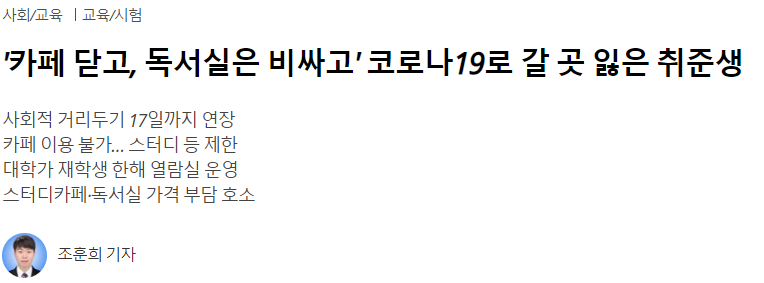 사회/교육 | 교육/시험
'카페 닫고, 독서실은 비싸고' 코로나19로 갈 곳 잃은 취준생
사회적 거리두기 17일까지 연장
카페 이용 불가... 스터디 등 제한
대학가 재학생 한해 열람실 운영
스터디카페·독서실 가격 부담 호소
조훈희 기자